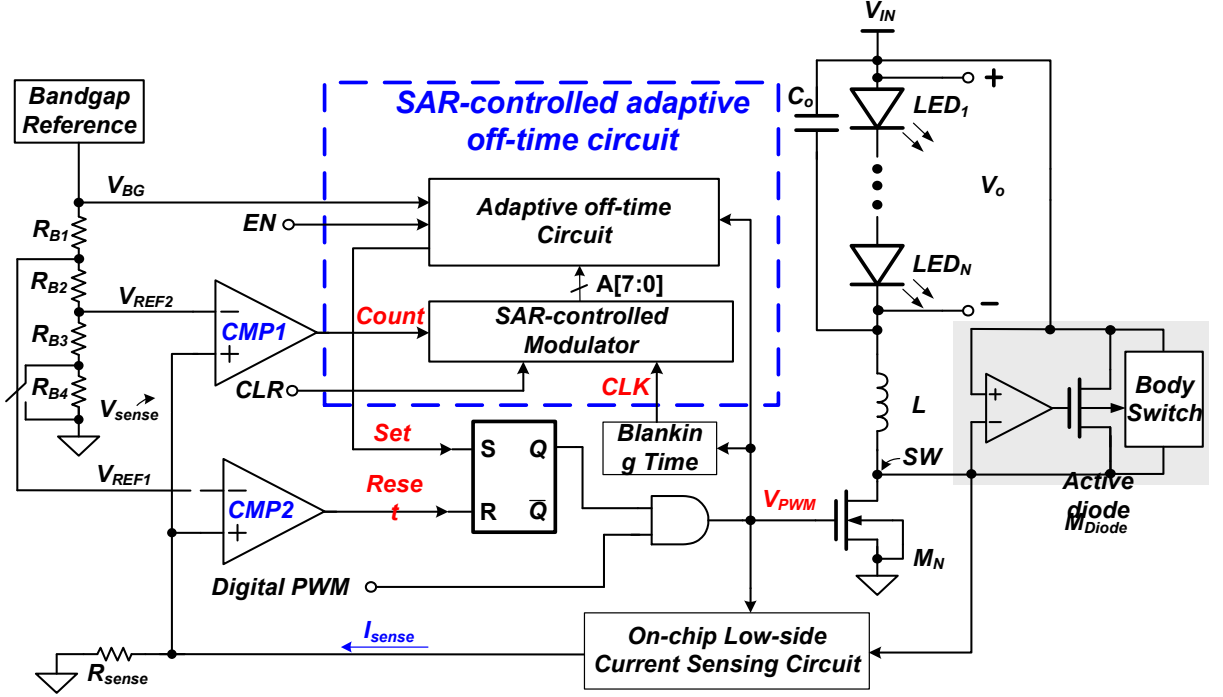 V_IN
Bandgap
Reference
SAR-controlled adaptive
off-time circuit
C_o
+
LED_1
V_BG
Adaptive off-time
Circuit
V_o
R_B1
EN
LED_N
R_B2
A[7:0]
V_REF2
−
CMP1
+
Count
SAR-controlled
Modulator
−
R_B3
R_B4
V_sense
CLR
CLK
L
+
−
Body
Switch
Set
S
Q
Blankin
g Time
SW
V_REF1
−
CMP2
+
Rese
t
R
Q̅
V_PWM
Active
diode
M_Diode
M_N
Digital PWM
I_sense
On-chip Low-side
Current Sensing Circuit
R_sense